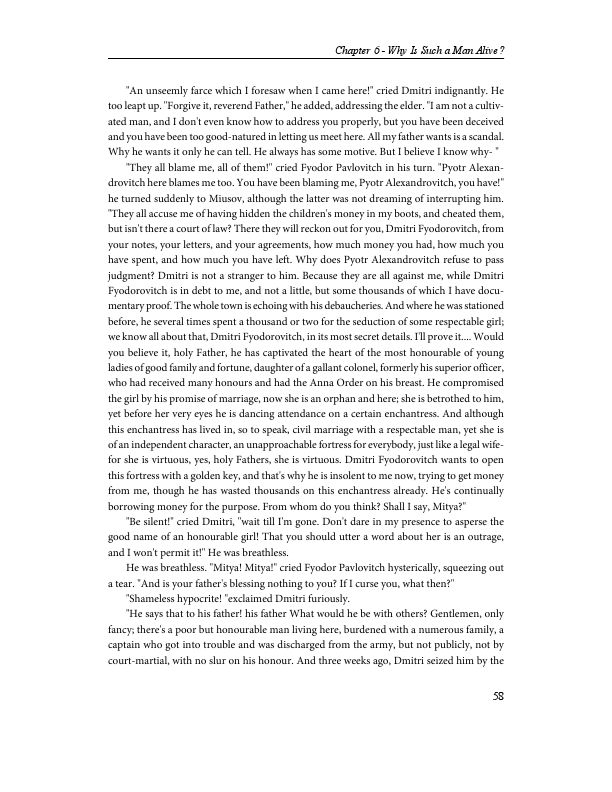 Chapter 6 - Why Is Such a Man Alive?
"An unseemly farce which I foresaw when I came here!" cried Dmitri indignantly. He
too leapt up. "Forgive it, reverend Father," he added, addressing the elder. "I am not a cultiv-
ated man, and I don't even know how to address you properly, but you have been deceived
and you have been too good-natured in letting us meet here. All my father wants is a scandal.
Why he wants it only he can tell. He always has some motive. But I believe I know why- "
"They all blame me, all of them!" cried Fyodor Pavlovitch in his turn. "Pyotr Alexan-
drovitch here blames me too. You have been blaming me, Pyotr Alexandrovitch, you have!"
he turned suddenly to Miusov, although the latter was not dreaming of interrupting him.
"They all accuse me of having hidden the children's money in my boots, and cheated them,
but isn't there a court of law? There they will reckon out for you, Dmitri Fyodorovitch, from
your notes, your letters, and your agreements, how much money you had, how much you
have spent, and how much you have left. Why does Pyotr Alexandrovitch refuse to pass
judgment? Dmitri is not a stranger to him. Because they are all against me, while Dmitri
Fyodorovitch is in debt to me, and not a little, but some thousands of which I have docu-
mentary proof. The whole town is echoing with his debaucheries. And where he was stationed
before, he several times spent a thousand or two for the seduction of some respectable girl;
we know all about that, Dmitri Fyodorovitch, in its most secret details. I'll prove it.... Would
you believe it, holy Father, he has captivated the heart of the most honourable of young
ladies of good family and fortune, daughter of a gallant colonel, formerly his superior officer,
who had received many honours and had the Anna Order on his breast. He compromised
the girl by his promise of marriage, now she is an orphan and here; she is betrothed to him,
yet before her very eyes he is dancing attendance on a certain enchantress. And although
this enchantress has lived in, so to speak, civil marriage with a respectable man, yet she is
of an independent character, an unapproachable fortress for everybody, just like a legal wife-
for she is virtuous, yes, holy Fathers, she is virtuous. Dmitri Fyodorovitch wants to open
this fortress with a golden key, and that's why he is insolent to me now, trying to get money
from me, though he has wasted thousands on this enchantress already. He's continually
borrowing money for the purpose. From whom do you think? Shall I say, Mitya?"
"Be silent!" cried Dmitri, "wait till I'm gone. Don't dare in my presence to asperse the
good name of an honourable girl! That you should utter a word about her is an outrage,
and I won't permit it!" He was breathless.
He was breathless. "Mitya! Mitya!" cried Fyodor Pavlovitch hysterically, squeezing out
a tear. "And is your father's blessing nothing to you? If I curse you, what then?"
"Shameless hypocrite! "exclaimed Dmitri furiously.
"He says that to his father! his father What would he be with others? Gentlemen, only
fancy; there's a poor but honourable man living here, burdened with a numerous family, a
captain who got into trouble and was discharged from the army, but not publicly, not by
court-martial, with no slur on his honour. And three weeks ago, Dmitri seized him by the
58